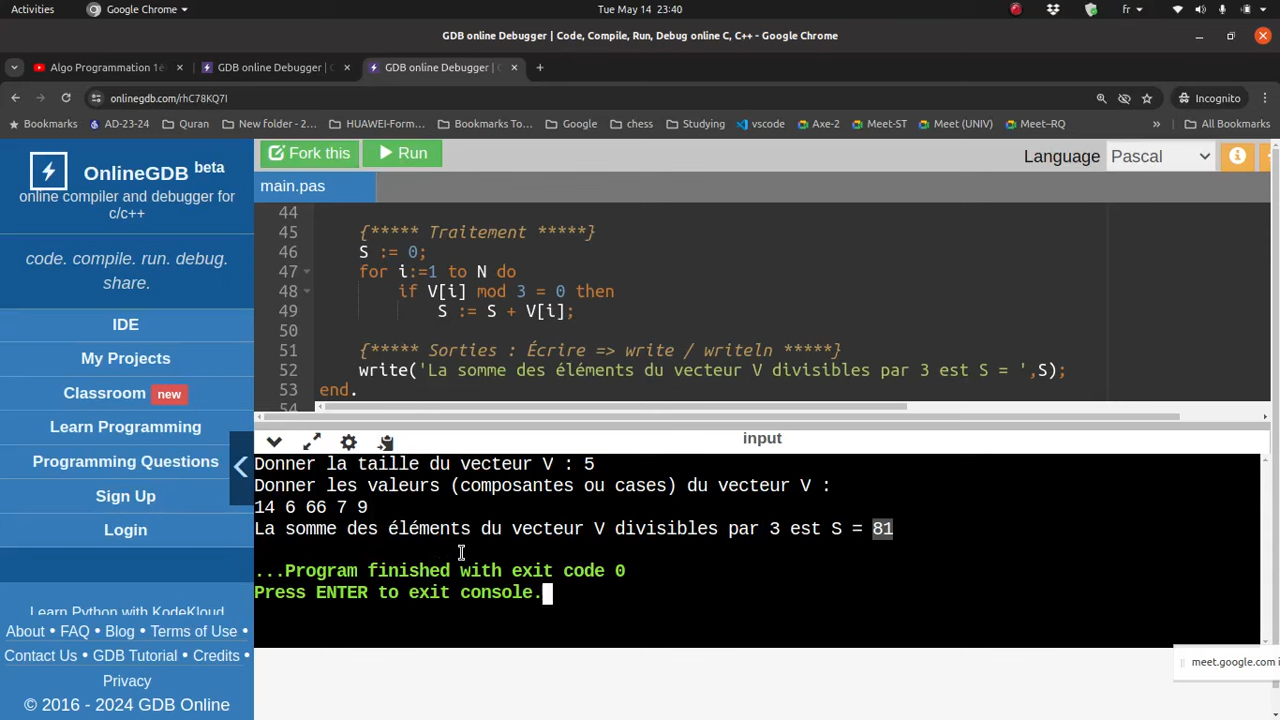 Activities Google Chrome Tue May 14 23:40 fr
GDB online Debugger | Code, Compile, Run, Debug online C, C++ - Google Chrome
Algo Programmation 1è GDB online Debugger | GDB online Debugger |
onlinegdb.com/rhC78KQ7I Incognito
Bookmarks AD-23-24 Quran New folder - 2... HUAWEI-Form... Bookmarks To... Google chess Studying vscode Axe-2 Meet-ST Meet (UNIV) Meet–RQ » All Bookmarks
OnlineGDB beta
online compiler and debugger for
c/c++
code. compile. run. debug.
share.
IDE
My Projects
Classroom new
Learn Programming
Programming Questions
Sign Up
Login
Learn Python with KodeKloud
About • FAQ • Blog • Terms of Use •
Contact Us • GDB Tutorial • Credits •
Privacy
© 2016 - 2024 GDB Online
Fork this Run Language Pascal
main.pas
44
45 {***** Traitement *****}
46 S := 0;
47 for i:=1 to N do
48 if V[i] mod 3 = 0 then
49 S := S + V[i];
50
51 {***** Sorties : Écrire => write / writeln *****}
52 write('La somme des éléments du vecteur V divisibles par 3 est S = ',S);
53 end.
54
input
Donner la taille du vecteur V : 5
Donner les valeurs (composantes ou cases) du vecteur V :
14 6 66 7 9
La somme des éléments du vecteur V divisibles par 3 est S = 81
...Program finished with exit code 0
Press ENTER to exit console.
meet.google.com i